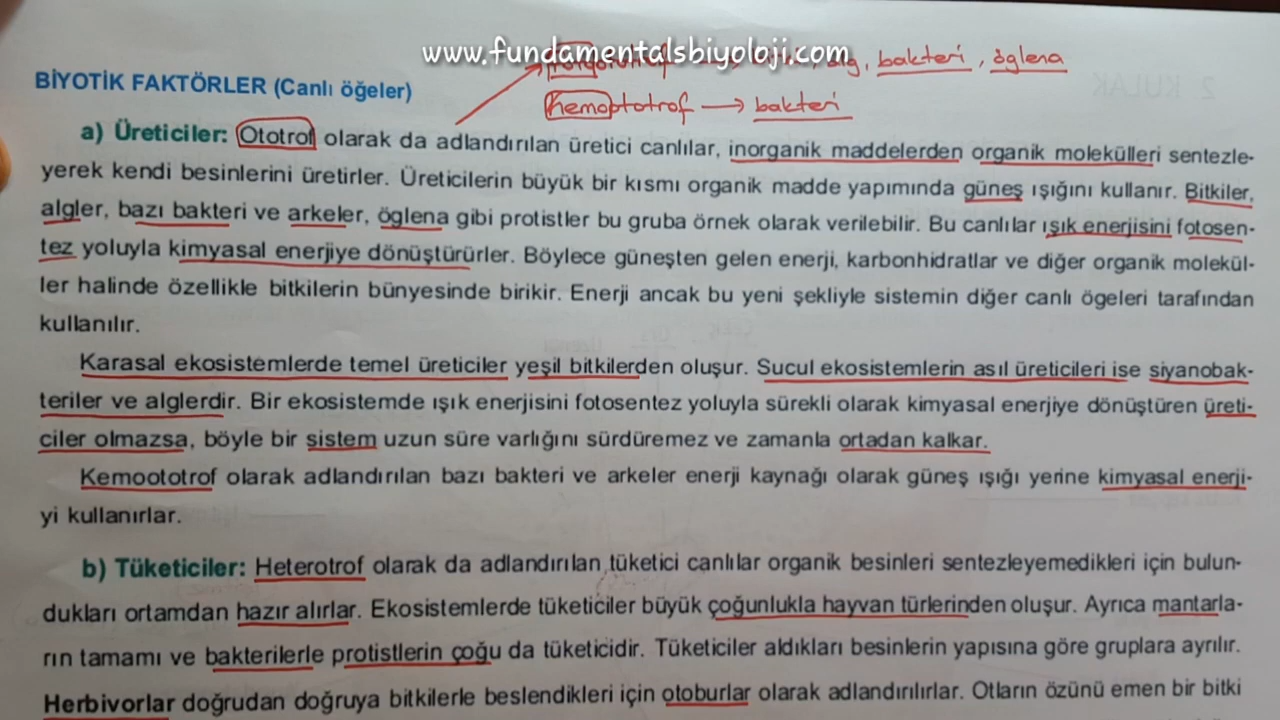 www.fundamentalsbiyoloji.com
bakteri, öglena
kemoototrof → bakteri
BİYOTİK FAKTÖRLER (Canlı öğeler)
a) Üreticiler: Ototrof olarak da adlandırılan üretici canlılar, inorganik maddelerden organik molekülleri sentezle-
yerek kendi besinlerini üretirler. Üreticilerin büyük bir kısmı organik madde yapımında güneş ışığını kullanır. Bitkiler,
algler, bazı bakteri ve arkeler, öglena gibi protistler bu gruba örnek olarak verilebilir. Bu canlılar ışık enerjisini fotosen-
tez yoluyla kimyasal enerjiye dönüştürürler. Böylece güneşten gelen enerji, karbonhidratlar ve diğer organik molekül-
ler halinde özellikle bitkilerin bünyesinde birikir. Enerji ancak bu yeni şekliyle sistemin diğer canlı ögeleri tarafından
kullanılır.
Karasal ekosistemlerde temel üreticiler yeşil bitkilerden oluşur. Sucul ekosistemlerin asıl üreticileri ise siyanobak-
teriler ve alglerdir. Bir ekosistemde ışık enerjisini fotosentez yoluyla sürekli olarak kimyasal enerjiye dönüştüren üreti-
ciler olmazsa, böyle bir sistem uzun süre varlığını sürdüremez ve zamanla ortadan kalkar.
Kemoototrof olarak adlandırılan bazı bakteri ve arkeler enerji kaynağı olarak güneş ışığı yerine kimyasal enerji-
yi kullanırlar.
b) Tüketiciler: Heterotrof olarak da adlandırılan tüketici canlılar organik besinleri sentezleyemedikleri için bulun-
dukları ortamdan hazır alırlar. Ekosistemlerde tüketiciler büyük çoğunlukla hayvan türlerinden oluşur. Ayrıca mantarla-
rın tamamı ve bakterilerle protistlerin çoğu da tüketicidir. Tüketiciler aldıkları besinlerin yapısına göre gruplara ayrılır.
Herbivorlar doğrudan doğruya bitkilerle beslendikleri için otoburlar olarak adlandırılırlar. Otların özünü emen bir bitki